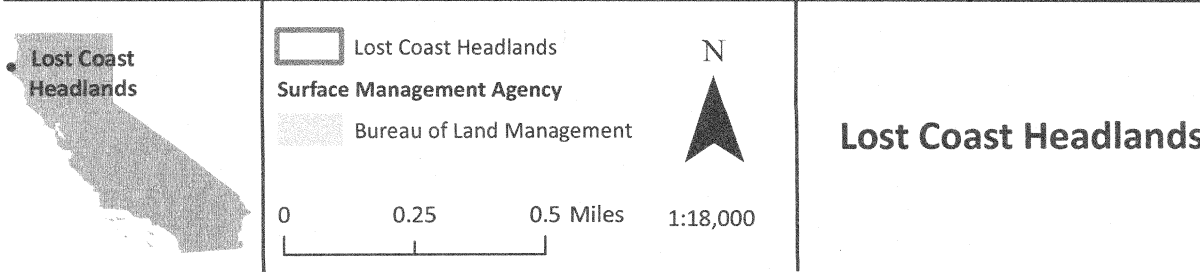 Lost Coast
Headlands
Lost Coast Headlands
Surface Management Agency
Bureau of Land Management
0 0.25 0.5 Miles
N
1:18,000
Lost Coast Headlands